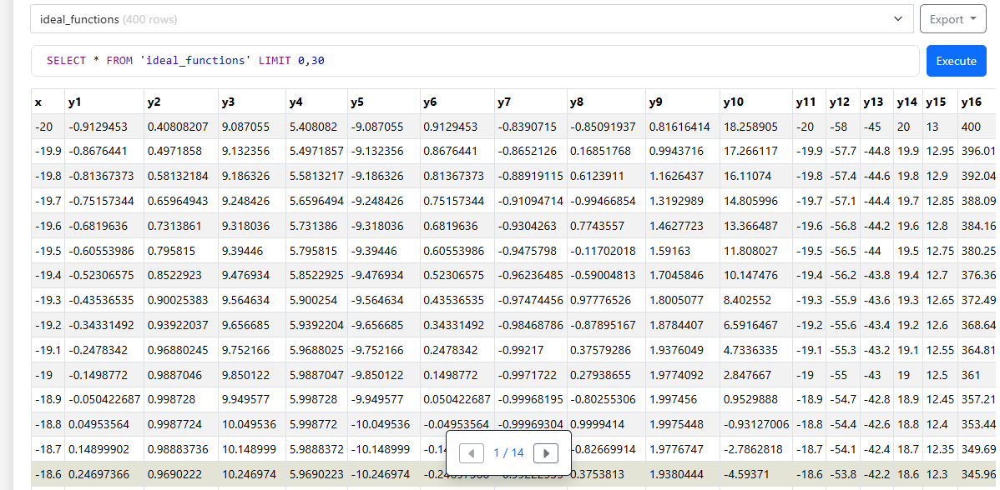 ideal_functions (400 rows)
Export
SELECT * FROM 'ideal_functions' LIMIT 0,30
Execute
x y1 y2 y3 y4 y5 y6 y7 y8 y9 y10 y11 y12 y13 y14 y15 y16
-20 -0.9129453 0.40808207 9.087055 5.408082 -9.087055 0.9129453 -0.8390715 -0.85091937 0.81616414 18.258905 -20 -58 -45 20 13 400
-19.9 -0.8676441 0.4971858 9.132356 5.4971857 -9.132356 0.8676441 -0.8652126 0.16851768 0.9943716 17.266117 -19.9 -57.7 -44.8 19.9 12.95 396.01
-19.8 -0.81367373 0.58132184 9.186326 5.5813217 -9.186326 0.81367373 -0.88919115 0.6123911 1.1626437 16.11074 -19.8 -57.4 -44.6 19.8 12.9 392.04
-19.7 -0.75157344 0.65964943 9.248426 5.6596494 -9.248426 0.75157344 -0.91094714 -0.99466854 1.3192989 14.805996 -19.7 -57.1 -44.4 19.7 12.85 388.09
-19.6 -0.6819636 0.7313861 9.318036 5.731386 -9.318036 0.6819636 -0.9304263 0.7743557 1.4627723 13.366487 -19.6 -56.8 -44.2 19.6 12.8 384.16
-19.5 -0.60553986 0.795815 9.39446 5.795815 -9.39446 0.60553986 -0.9475798 -0.11702018 1.59163 11.808027 -19.5 -56.5 -44 19.5 12.75 380.25
-19.4 -0.52306575 0.8522923 9.476934 5.8522925 -9.476934 0.52306575 -0.96236485 -0.59004813 1.7045846 10.147476 -19.4 -56.2 -43.8 19.4 12.7 376.36
-19.3 -0.43536535 0.90025383 9.564634 5.900254 -9.564634 0.43536535 -0.97474456 0.97776526 1.8005077 8.402552 -19.3 -55.9 -43.6 19.3 12.65 372.49
-19.2 -0.34331492 0.93922037 9.656685 5.9392204 -9.656685 0.34331492 -0.98468786 -0.87895167 1.8784407 6.5916467 -19.2 -55.6 -43.4 19.2 12.6 368.64
-19.1 -0.2478342 0.96880245 9.752166 5.9688025 -9.752166 0.2478342 -0.99217 0.37579286 1.9376049 4.7336335 -19.1 -55.3 -43.2 19.1 12.55 364.81
-19 -0.1498772 0.9887046 9.850122 5.9887047 -9.850122 0.1498772 -0.9971722 0.27938655 1.9774092 2.847667 -19 -55 -43 19 12.5 361
-18.9 -0.050422687 0.998728 9.949577 5.998728 -9.949577 0.050422687 -0.99968195 -0.80255306 1.997456 0.9529888 -18.9 -54.7 -42.8 18.9 12.45 357.21
-18.8 0.04953564 0.9987724 10.049536 5.998772 -10.049536 -0.04953564 -0.99969304 0.9999414 1.9975448 -0.93127006 -18.8 -54.4 -42.6 18.8 12.4 353.44
-18.7 0.14899902 0.98883736 10.148999 5.9888372 -10.148999 -0.82669914 1.9776747 -2.7862818 -18.7 -54.1 -42.4 18.7 12.35 349.69
1 / 14
-18.6 0.24697366 0.9690222 10.246974 5.9690223 -10.246974 0.3753813 1.9380444 -4.59371 -18.6 -53.8 -42.2 18.6 12.3 345.96